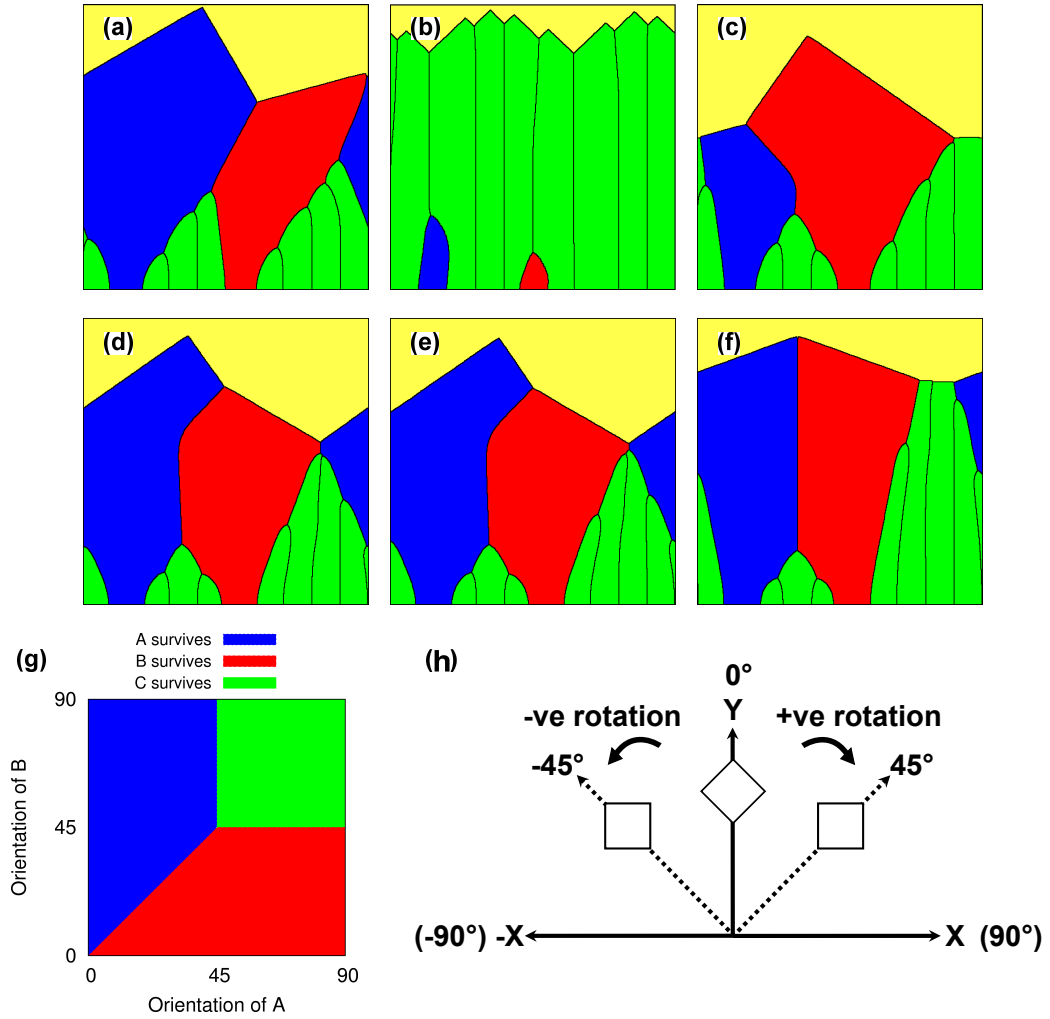 (a)
(b)
(c)
(d)
(e)
(f)
(g)
A survives
B survives
C survives
90
45
0
Orientation of B
0
45
90
Orientation of A
(h)
0°
Y
-ve rotation
+ve rotation
-45°
45°
(-90°) -X
X (90°)